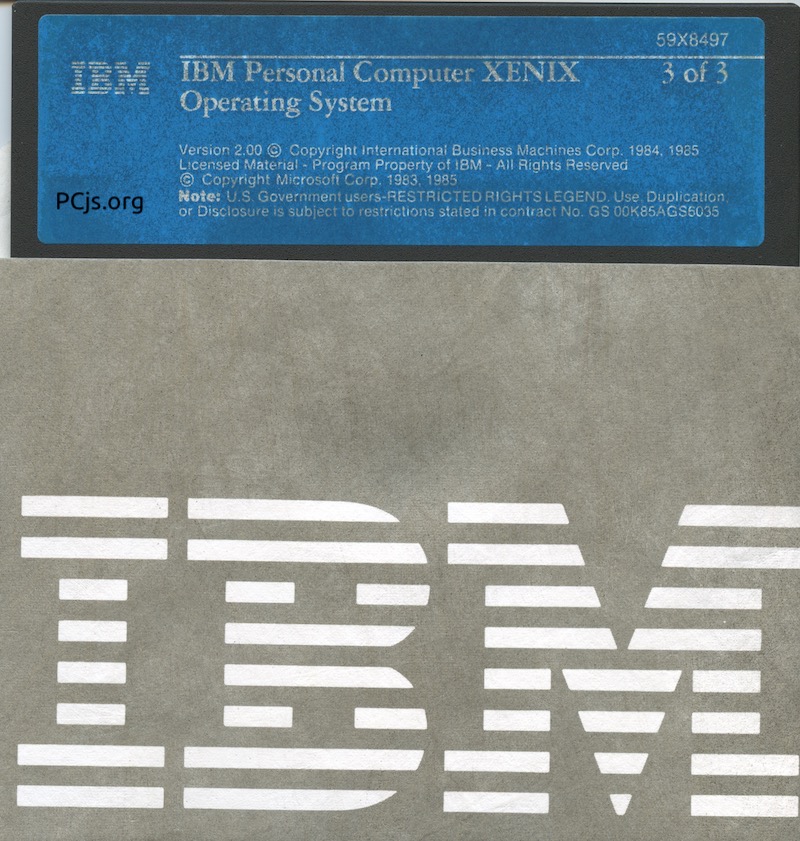 59X8497
IBM
IBM Personal Computer XENIX 3 of 3
Operating System
Version 2.00 © Copyright International Business Machines Corp. 1984, 1985
Licensed Material - Program Property of IBM - All Rights Reserved
© Copyright Microsoft Corp. 1983, 1985
Note: U.S. Government users-RESTRICTED RIGHTS LEGEND. Use, Duplication,
or Disclosure is subject to restrictions stated in contract No. GS 00K85AGS6035
PCjs.org
IBM